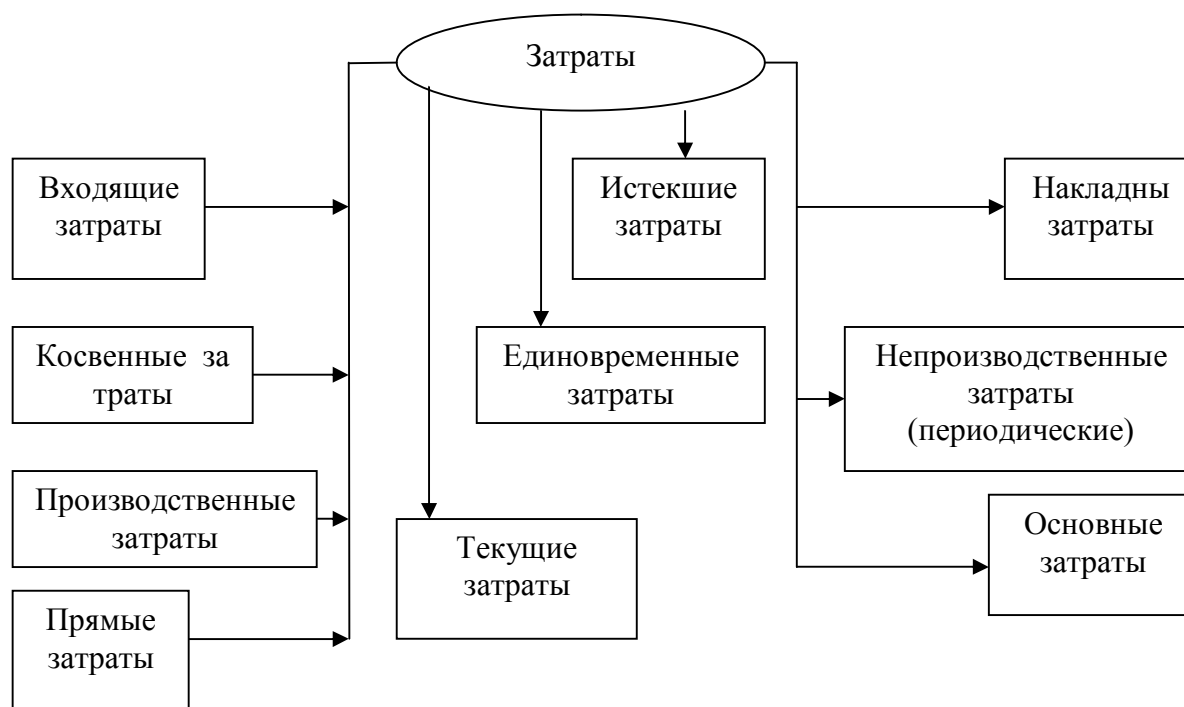 Затраты
Входящие
затраты
Истекшие
затраты
Накладны
затраты
Косвенные за
траты
Единовременные
затраты
Непроизводственные
затраты
(периодические)
Производственные
затраты
Текущие
затраты
Основные
затраты
Прямые
затраты